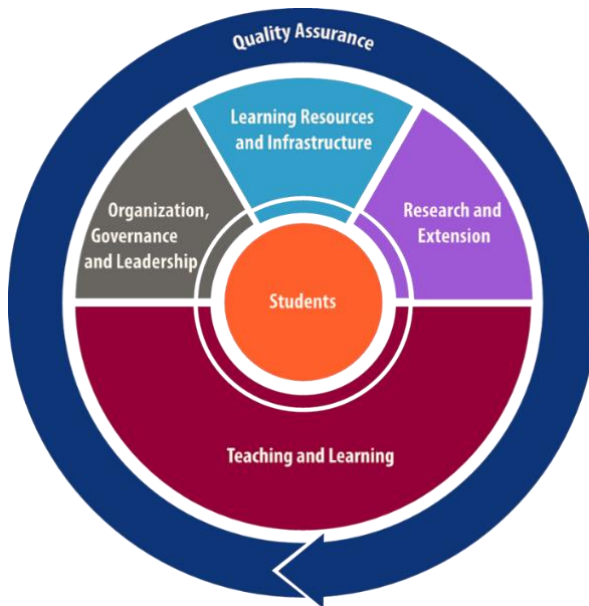 Quality Assurance
Learning Resources
and Infrastructure
Organization,
Governance
and Leadership
Research and
Extension
Students
Teaching and Learning